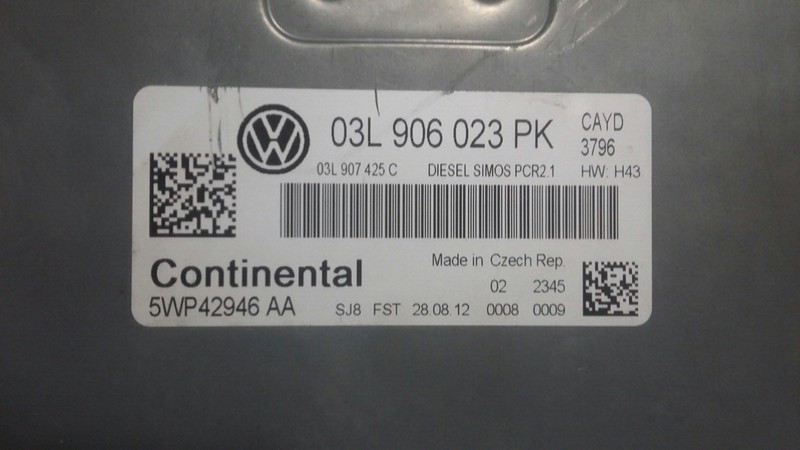 03L 906 023 PK CAYD
3796
03L 907 425 C DIESEL SIMOS PCR2.1 HW: H43
Made in Czech Rep.
Continental 02 2345
5WP42946 AA SJ8 FST 28.08.12 0008 0009